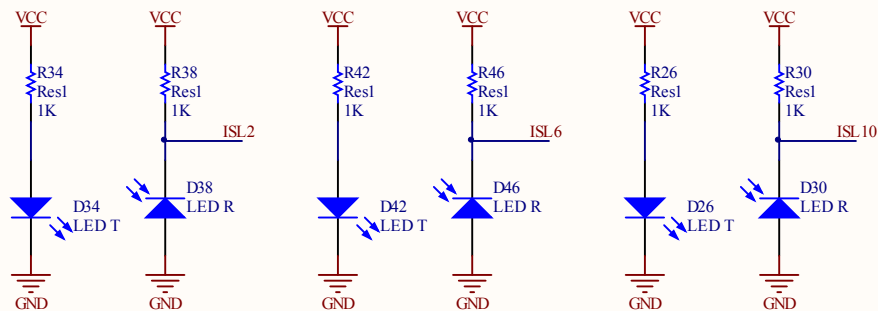 VCC VCC VCC VCC VCC VCC
R34 R38 R42 R46 R26 R30
Res1 Res1 Res1 Res1 Res1 Res1
1K 1K 1K 1K 1K 1K
ISL2 ISL6 ISL10
D34 D38 D42 D46 D26 D30
LED T LED R LED T LED R LED T LED R
GND GND GND GND GND GND